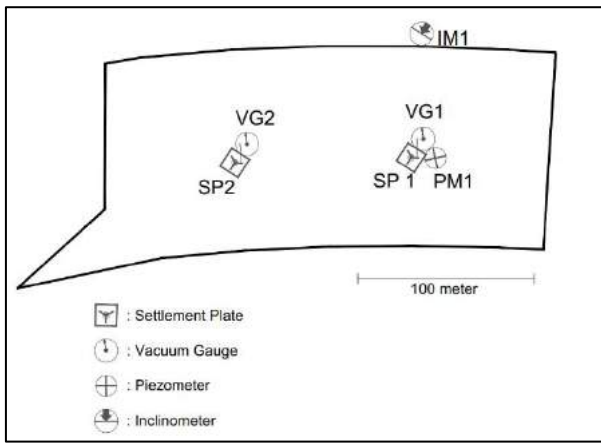 IM1
VG2
VG1
SP2
SP 1
PM1
100 meter
: Settlement Plate
: Vacuum Gauge
: Piezometer
: Inclinometer